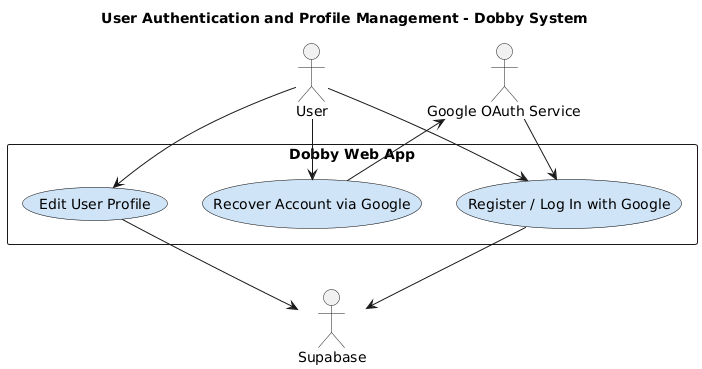 User Authentication and Profile Management - Dobby System
User
Google OAuth Service
Dobby Web App
Edit User Profile
Recover Account via Google
Register / Log In with Google
Supabase